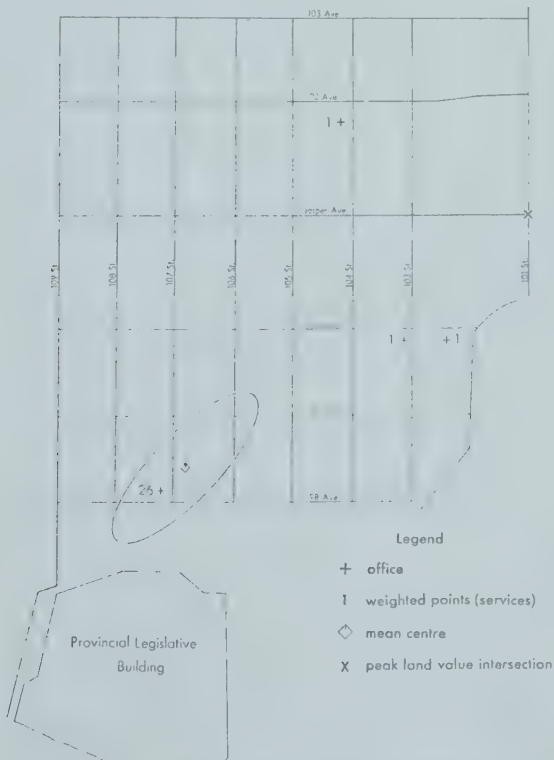 103 Ave
Ave
1 +
Jasper Ave
109 St.
108 St.
107 St.
106 St.
105 St.
104 St.
103 St.
101 St.
1 +
+ 1
26 +
98 Ave
Legend
+ office
1 weighted points (services)
◇ mean centre
x peak land value intersection
Provincial Legislative
Building